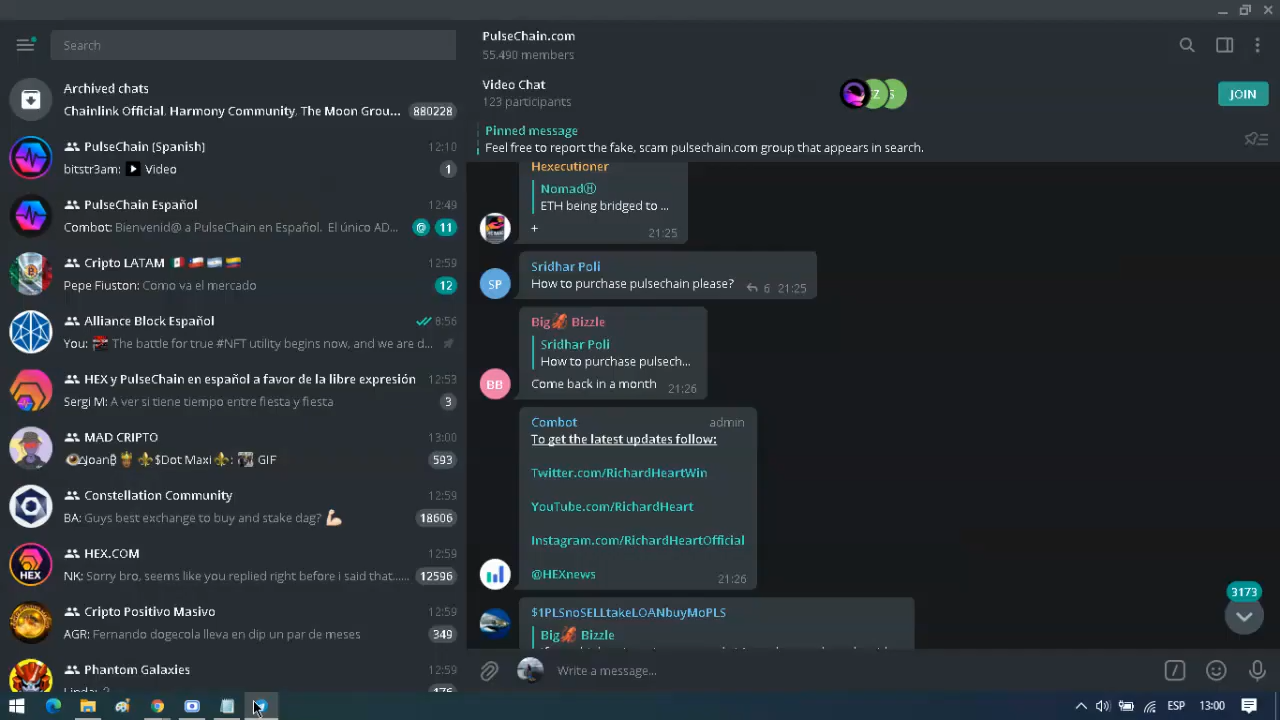 Search
Archived chats
Chainlink Official, Harmony Community, The Moon Grou... 880228
PulseChain [Spanish] 12:10
bitstr3am: Video 1
PulseChain Español 12:49
Combot: Bienvenid@ a PulseChain en Español. El único AD... @ 11
Cripto LATAM 12:59
Pepe Fiuston: Como va el mercado 12
Alliance Block Español 8:56
You: The battle for true #NFT utility begins now, and we are d...
HEX y PulseChain en español a favor de la libre expresión 12:53
Sergi M: A ver si tiene tiempo entre fiesta y fiesta 3
MAD CRIPTO 13:00
$Dot Maxi : GIF 593
Constellation Community 12:59
BA: Guys best exchange to buy and stake dag? 18606
HEX
HEX.COM 12:59
NK: Sorry bro, seems like you replied right before i said that...... 12596
Cripto Positivo Masivo 12:59
AGR: Fernando dogecola lleva en dip un par de meses 349
Phantom Galaxies 12:59
PulseChain.com
55.490 members
Video Chat
123 participants
Z S
JOIN
Pinned message
Feel free to report the fake, scam pulsechain.com group that appears in search.
Hexecutioner
NomadⒽ
ETH being bridged to ...
+ 21:25
Sridhar Poli
SP How to purchase pulsechain please? 6 21:25
Big Bizzle
Sridhar Poli
How to purchase pulsech...
BB Come back in a month 21:26
Combot admin
To get the latest updates follow:
Twitter.com/RichardHeartWin
YouTube.com/RichardHeart
Instagram.com/RichardHeartOfficial
@HEXnews 21:26
3173
$1PLSnoSELLtakeLOANbuyMoPLS
Big Bizzle
Write a message...
ESP 13:00